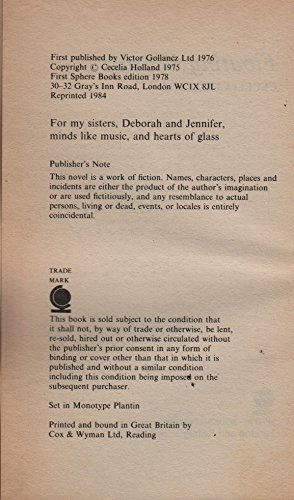 First published by Victor Gollancz Ltd 1976
Copyright © Cecelia Holland 1975
First Sphere Books edition 1978
30–32 Gray's Inn Road, London WC1X 8JL
Reprinted 1984
For my sisters, Deborah and Jennifer,
minds like music, and hearts of glass
Publisher's Note
This novel is a work of fiction. Names, characters, places and
incidents are either the product of the author's imagination
or are used fictitiously, and any resemblance to actual
persons, living or dead, events, or locales is entirely
coincidental.
TRADE
MARK
This book is sold subject to the condition that
it shall not, by way of trade or otherwise, be lent,
re-sold, hired out or otherwise circulated without
the publisher's prior consent in any form of
binding or cover other than that in which it is
published and without a similar condition
including this condition being imposed on the
subsequent purchaser.
Set in Monotype Plantin
Printed and bound in Great Britain by
Cox & Wyman Ltd, Reading